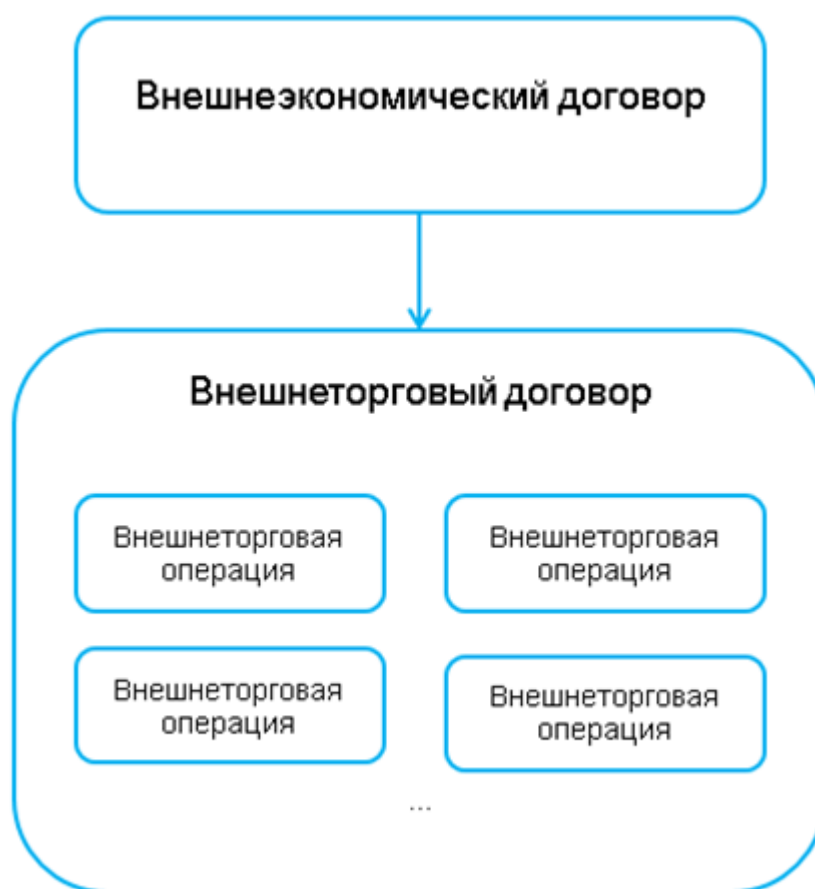 Внешнеэкономический договор
Внешнеторговый договор
Внешнеторговая
операция
Внешнеторговая
операция
Внешнеторговая
операция
Внешнеторговая
операция
...